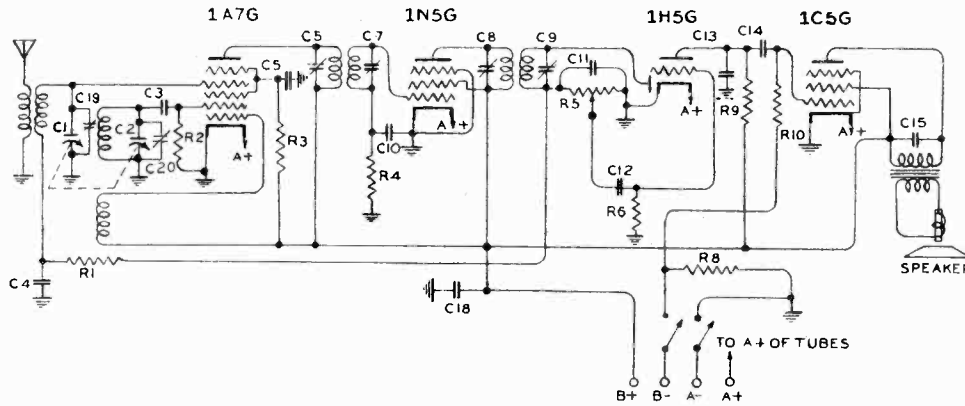 1A7G 1N5G 1H5G 1C5G
C5 C7 C8 C9 C13 C14
C5
C19 C3 C11
C1 C2 R2 A+ R3 A+ R5 A+ R9 R10 C15
C20 C10
R4 C12
R6
R1 R8 SPEAKER
C4
C18
TO A+ OF TUBES
B+ B- A- A+